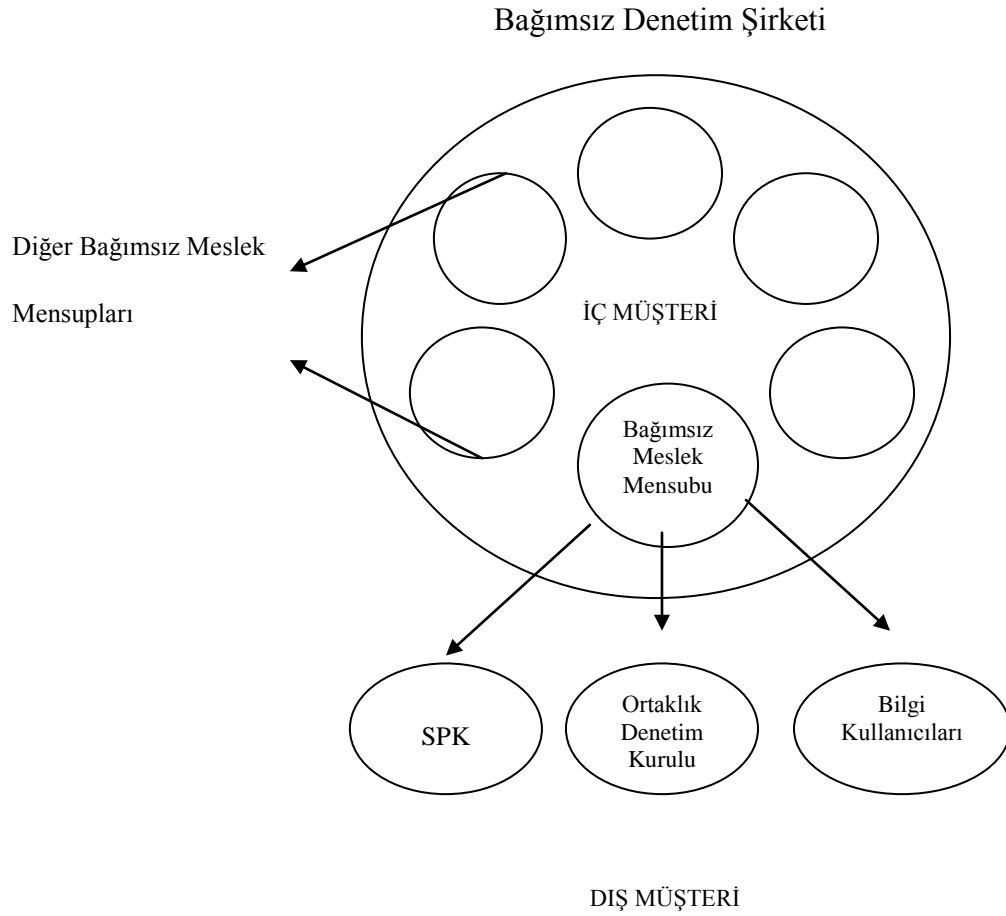 Bağımsız Denetim Şirketi
Diğer Bağımsız Meslek
Mensupları
İÇ MÜŞTERİ
Bağımsız
Meslek
Mensubu
SPK
Ortaklık
Denetim
Kurulu
Bilgi
Kullanıcıları
DIŞ MÜŞTERİ